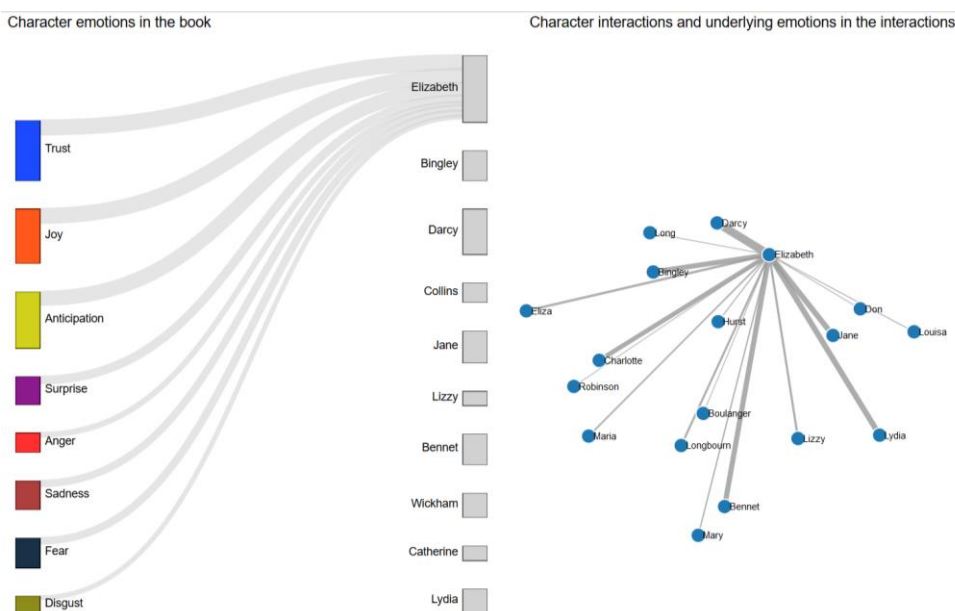 Character emotions in the book
Character interactions and underlying emotions in the interactions
Trust
Joy
Anticipation
Surprise
Anger
Sadness
Fear
Disgust
Elizabeth
Bingley
Darcy
Collins
Jane
Lizzy
Bennet
Wickham
Catherine
Lydia
Darcy
Long
Elizabeth
Bingley
Eliza
Don
Hurst
Jane
Louisa
Charlotte
Robinson
Boulanger
Maria
Longbourn
Lizzy
Lydia
Bennet
Mary